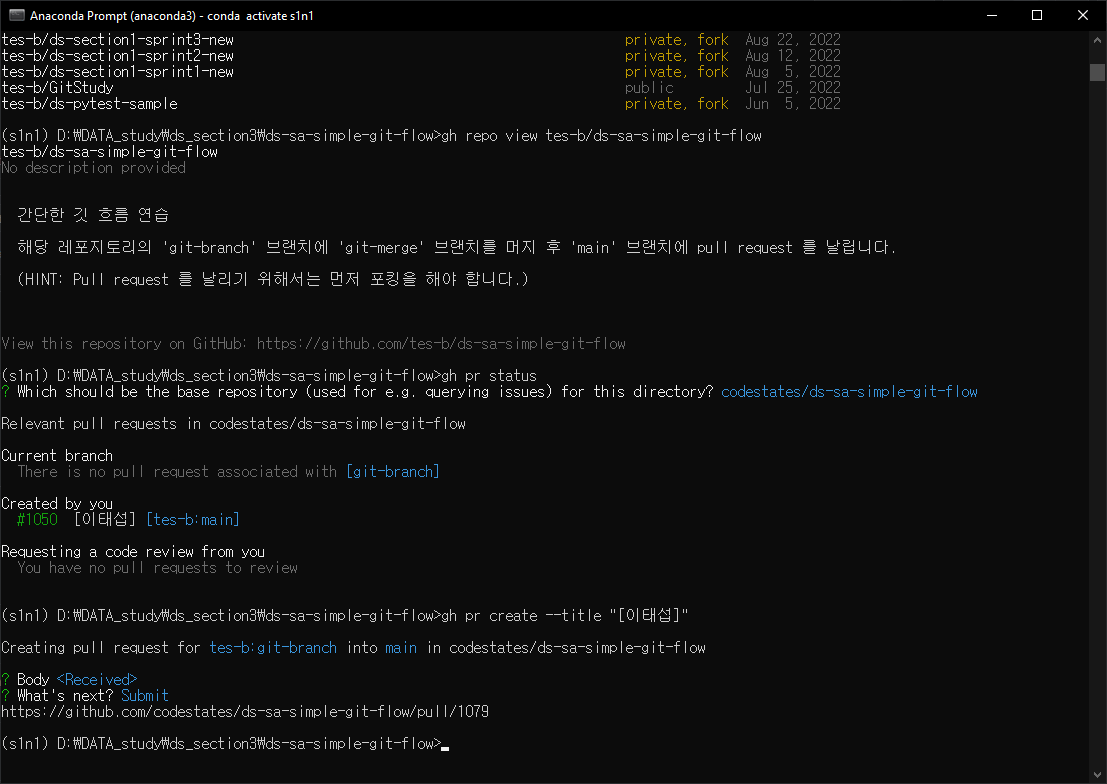 Anaconda Prompt (anaconda3) - conda  activate s1n1
tes-b/ds-section1-sprint3-new private, fork Aug 22, 2022
tes-b/ds-section1-sprint2-new private, fork Aug 12, 2022
tes-b/ds-section1-sprint1-new private, fork Aug  5, 2022
tes-b/GitStudy public Jul 25, 2022
tes-b/ds-pytest-sample private, fork Jun  5, 2022
(s1n1) D:₩DATA_study₩ds_section3₩ds-sa-simple-git-flow>gh repo view tes-b/ds-sa-simple-git-flow
tes-b/ds-sa-simple-git-flow
No description provided
간단한 깃 흐름 연습
해당 레포지토리의 'git-branch' 브랜치에 'git-merge' 브랜치를 머지 후 'main' 브랜치에 pull request 를 날립니다.
(HINT: Pull request 를 날리기 위해서는 먼저 포킹을 해야 합니다.)
View this repository on GitHub: https://github.com/tes-b/ds-sa-simple-git-flow
(s1n1) D:₩DATA_study₩ds_section3₩ds-sa-simple-git-flow>gh pr status
? Which should be the base repository (used for e.g. querying issues) for this directory? codestates/ds-sa-simple-git-flow
Relevant pull requests in codestates/ds-sa-simple-git-flow
Current branch
There is no pull request associated with [git-branch]
Created by you
#1050  [이태섭] [tes-b:main]
Requesting a code review from you
You have no pull requests to review
(s1n1) D:₩DATA_study₩ds_section3₩ds-sa-simple-git-flow>gh pr create --title "[이태섭]"
Creating pull request for tes-b:git-branch into main in codestates/ds-sa-simple-git-flow
? Body <Received>
? What's next? Submit
https://github.com/codestates/ds-sa-simple-git-flow/pull/1079
(s1n1) D:₩DATA_study₩ds_section3₩ds-sa-simple-git-flow>